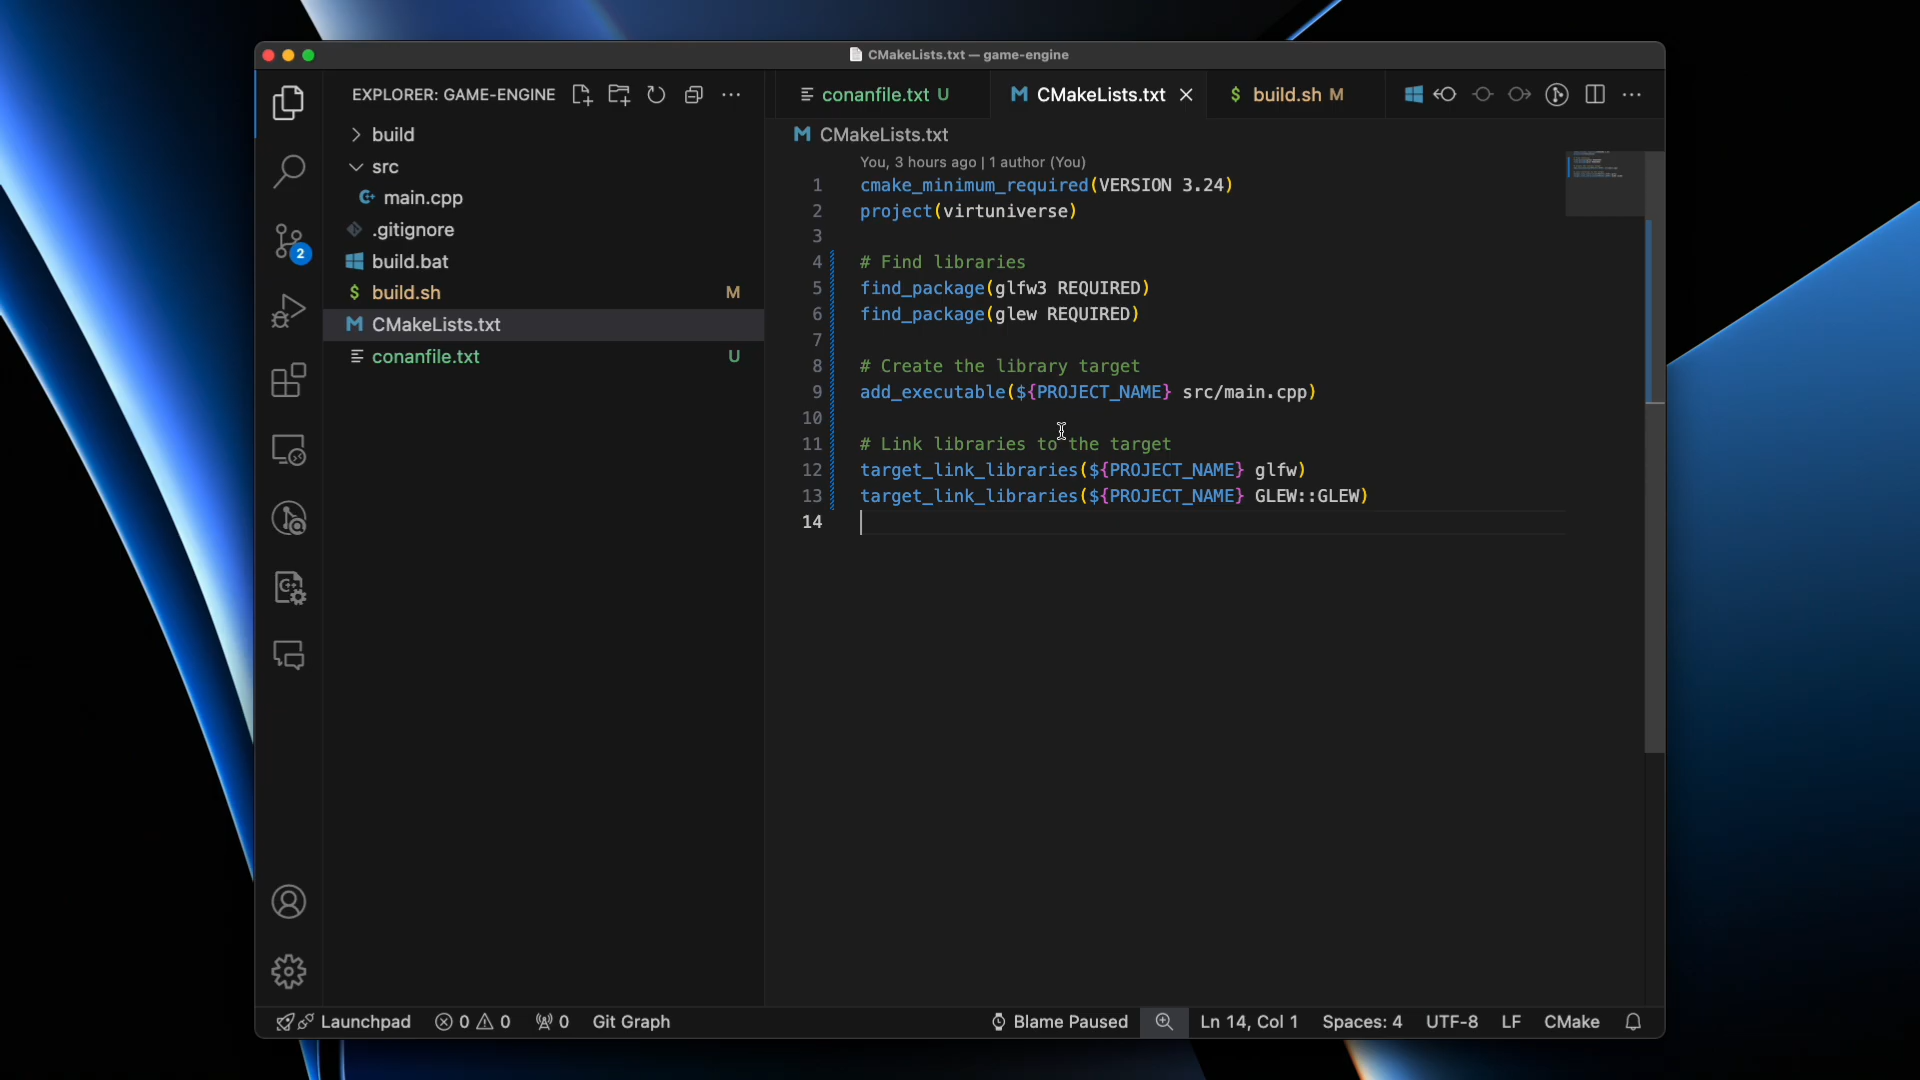 CMakeLists.txt — game-engine
EXPLORER: GAME-ENGINE
build
src
main.cpp
.gitignore
build.bat
$ build.sh M
CMakeLists.txt
conanfile.txt U
2
conanfile.txt U
M CMakeLists.txt
$ build.sh M
M CMakeLists.txt
You, 3 hours ago | 1 author (You)
1 cmake_minimum_required(VERSION 3.24)
2 project(virtuniverse)
3
4 # Find libraries
5 find_package(glfw3 REQUIRED)
6 find_package(glew REQUIRED)
7
8 # Create the library target
9 add_executable(${PROJECT_NAME} src/main.cpp)
10
11 # Link libraries to the target
12 target_link_libraries(${PROJECT_NAME} glfw)
13 target_link_libraries(${PROJECT_NAME} GLEW::GLEW)
14
Launchpad 0 0 0 Git Graph Blame Paused Ln 14, Col 1 Spaces: 4 UTF-8 LF CMake